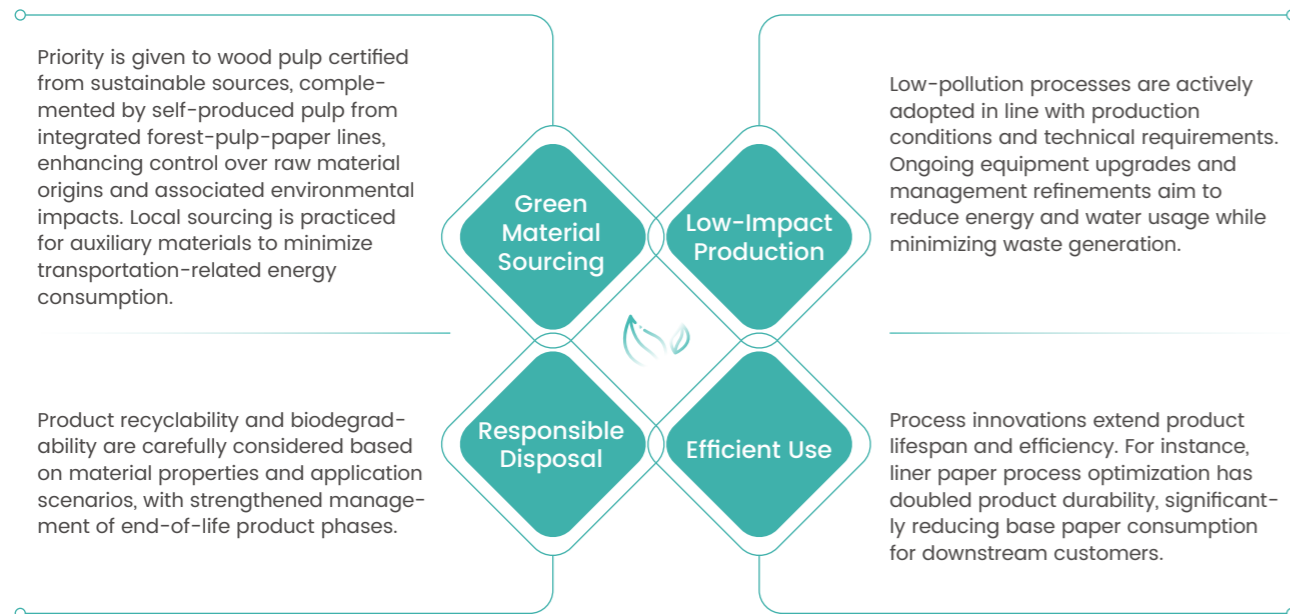 Priority is given to wood pulp certified
from sustainable sources, comple-
mented by self-produced pulp from
integrated forest-pulp-paper lines,
enhancing control over raw material
origins and associated environmental
impacts. Local sourcing is practiced
for auxiliary materials to minimize
transportation-related energy
consumption.
Green
Material
Sourcing
Low-Impact
Production
Low-pollution processes are actively
adopted in line with production
conditions and technical requirements.
Ongoing equipment upgrades and
management refinements aim to
reduce energy and water usage while
minimizing waste generation.
Product recyclability and biodegrad-
ability are carefully considered based
on material properties and application
scenarios, with strengthened manage-
ment of end-of-life product phases.
Responsible
Disposal
Efficient Use
Process innovations extend product
lifespan and efficiency. For instance,
liner paper process optimization has
doubled product durability, significant-
ly reducing base paper consumption
for downstream customers.